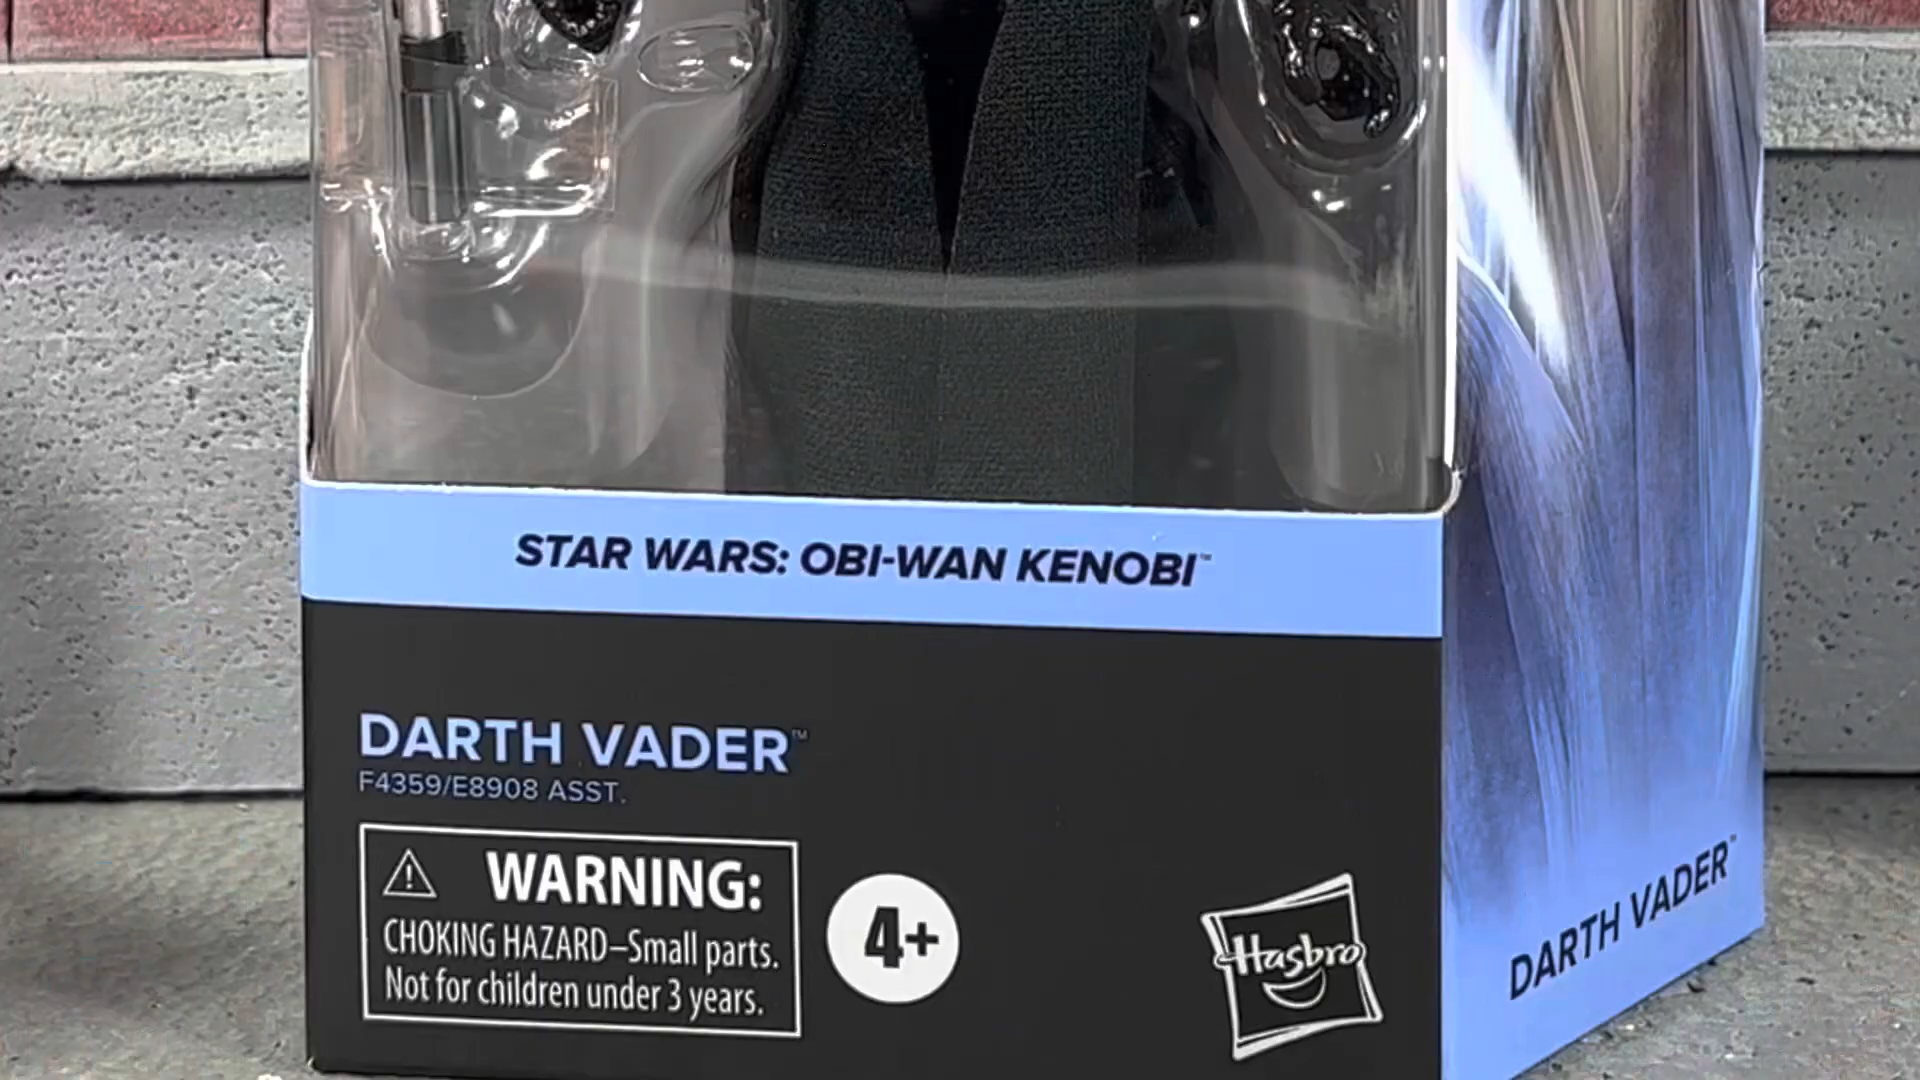 STAR WARS: OBI-WAN KENOBI™
DARTH VADER™
F4359/E8908 ASST.
⚠ WARNING:
CHOKING HAZARD–Small parts.
Not for children under 3 years.
4+
Hasbro
DARTH VADER™